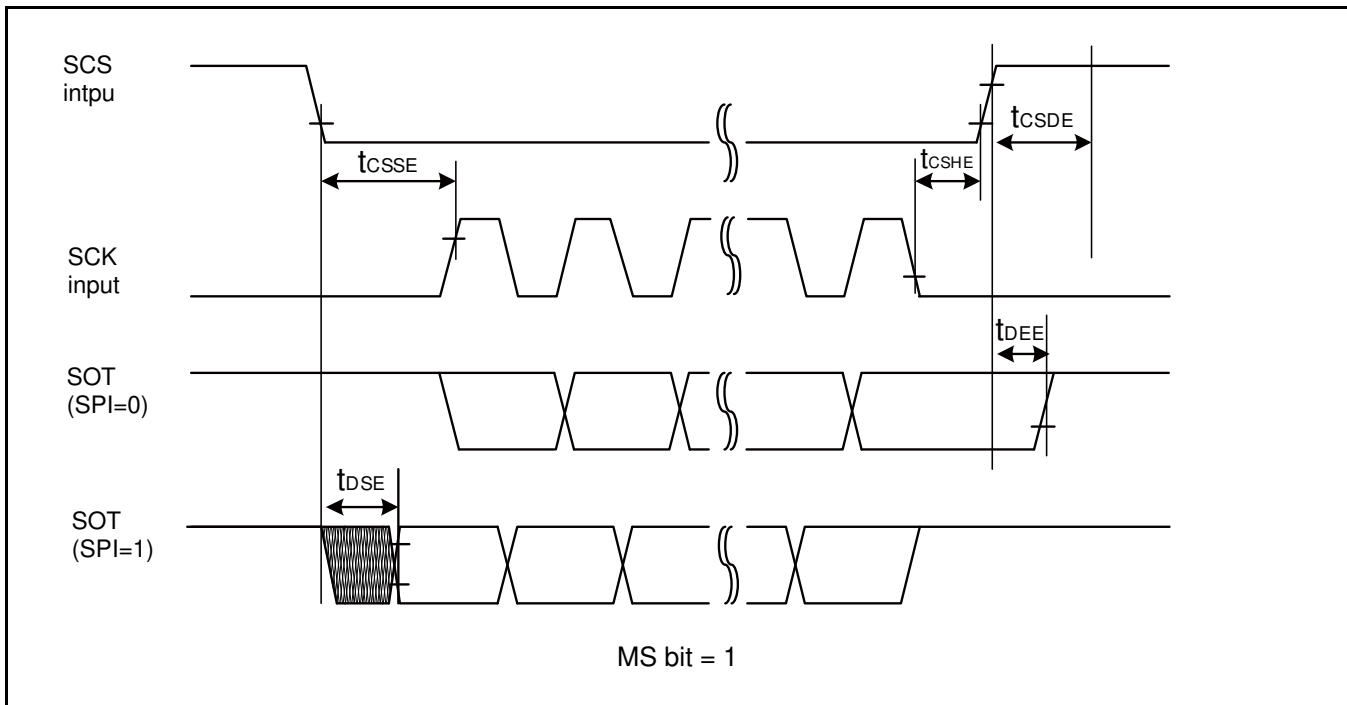 SCS
intpu
tCSDE
tCSSE
tCSHE
SCK
input
tDEE
SOT
(SPI=0)
tDSE
SOT
(SPI=1)
MS bit = 1